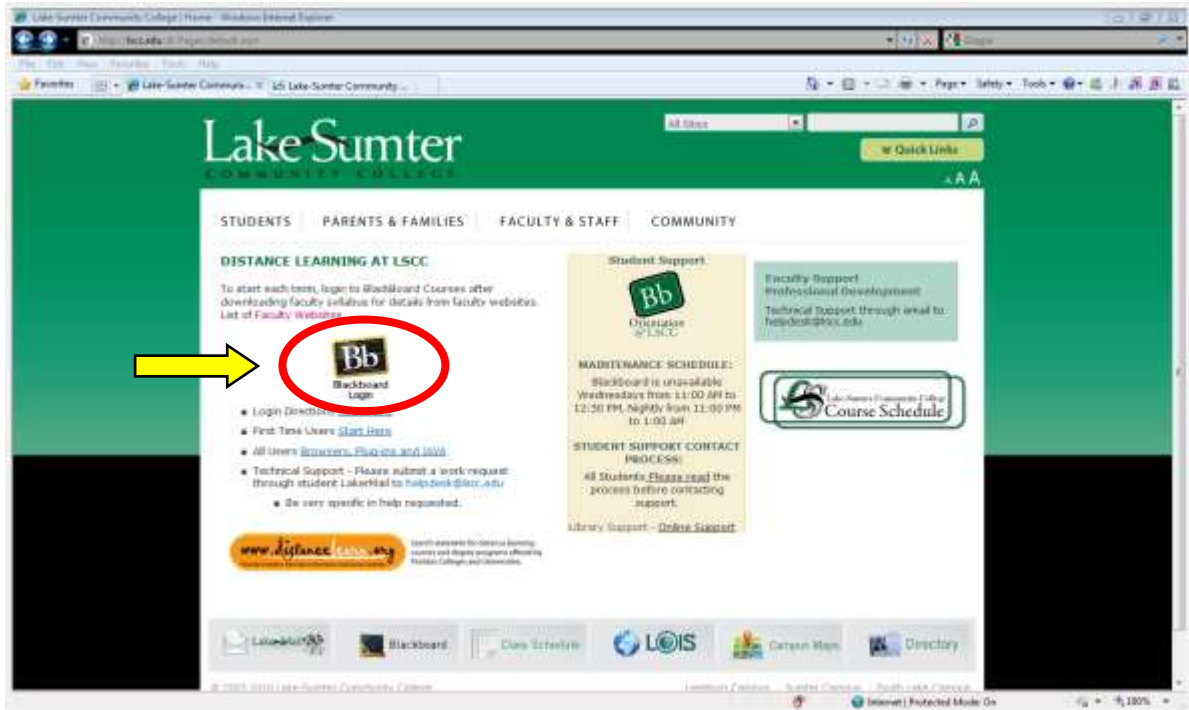 Lake-Sumter Community College | Home - Windows Internet Explorer
Favorites
Lake-Sumter Communi...
Lake-Sumter Community ...
Page
Safety
Tools
Lake Sumter
COMMUNITY COLLEGE
All Sites
Quick Links
A A A
STUDENTS
PARENTS & FAMILIES
FACULTY & STAFF
COMMUNITY
DISTANCE LEARNING AT LSCC
To start each term, login to BlackBoard Courses after
downloading faculty syllabus for details from faculty websites.
List of Faculty Websites
Bb
Blackboard
Login
Login Directions
First Time Users Start Here
All Users Browsers, Plug-ins and JAVA
Technical Support - Please submit a work request
through student LakerMail to helpdesk@lscc.edu
Be very specific in help requested.
www.distancelearn.org
Student Support
Bb
Orientation
@ LSCC
MAINTENANCE SCHEDULE:
Blackboard is unavailable
Wednesdays from 11:00 AM to
12:30 PM, Nightly from 11:00 PM
to 1:00 AM
STUDENT SUPPORT CONTACT
PROCESS:
All Students Please read the
process before contacting
support.
Library Support - Online Support
Faculty Support
Professional Development
Technical Support through email to
helpdesk@lscc.edu
LS Lake-Sumter Community College
Course Schedule
LakerMail
Blackboard
Class Schedule
LOIS
Campus Maps
Directory
Internet | Protected Mode: On
100%